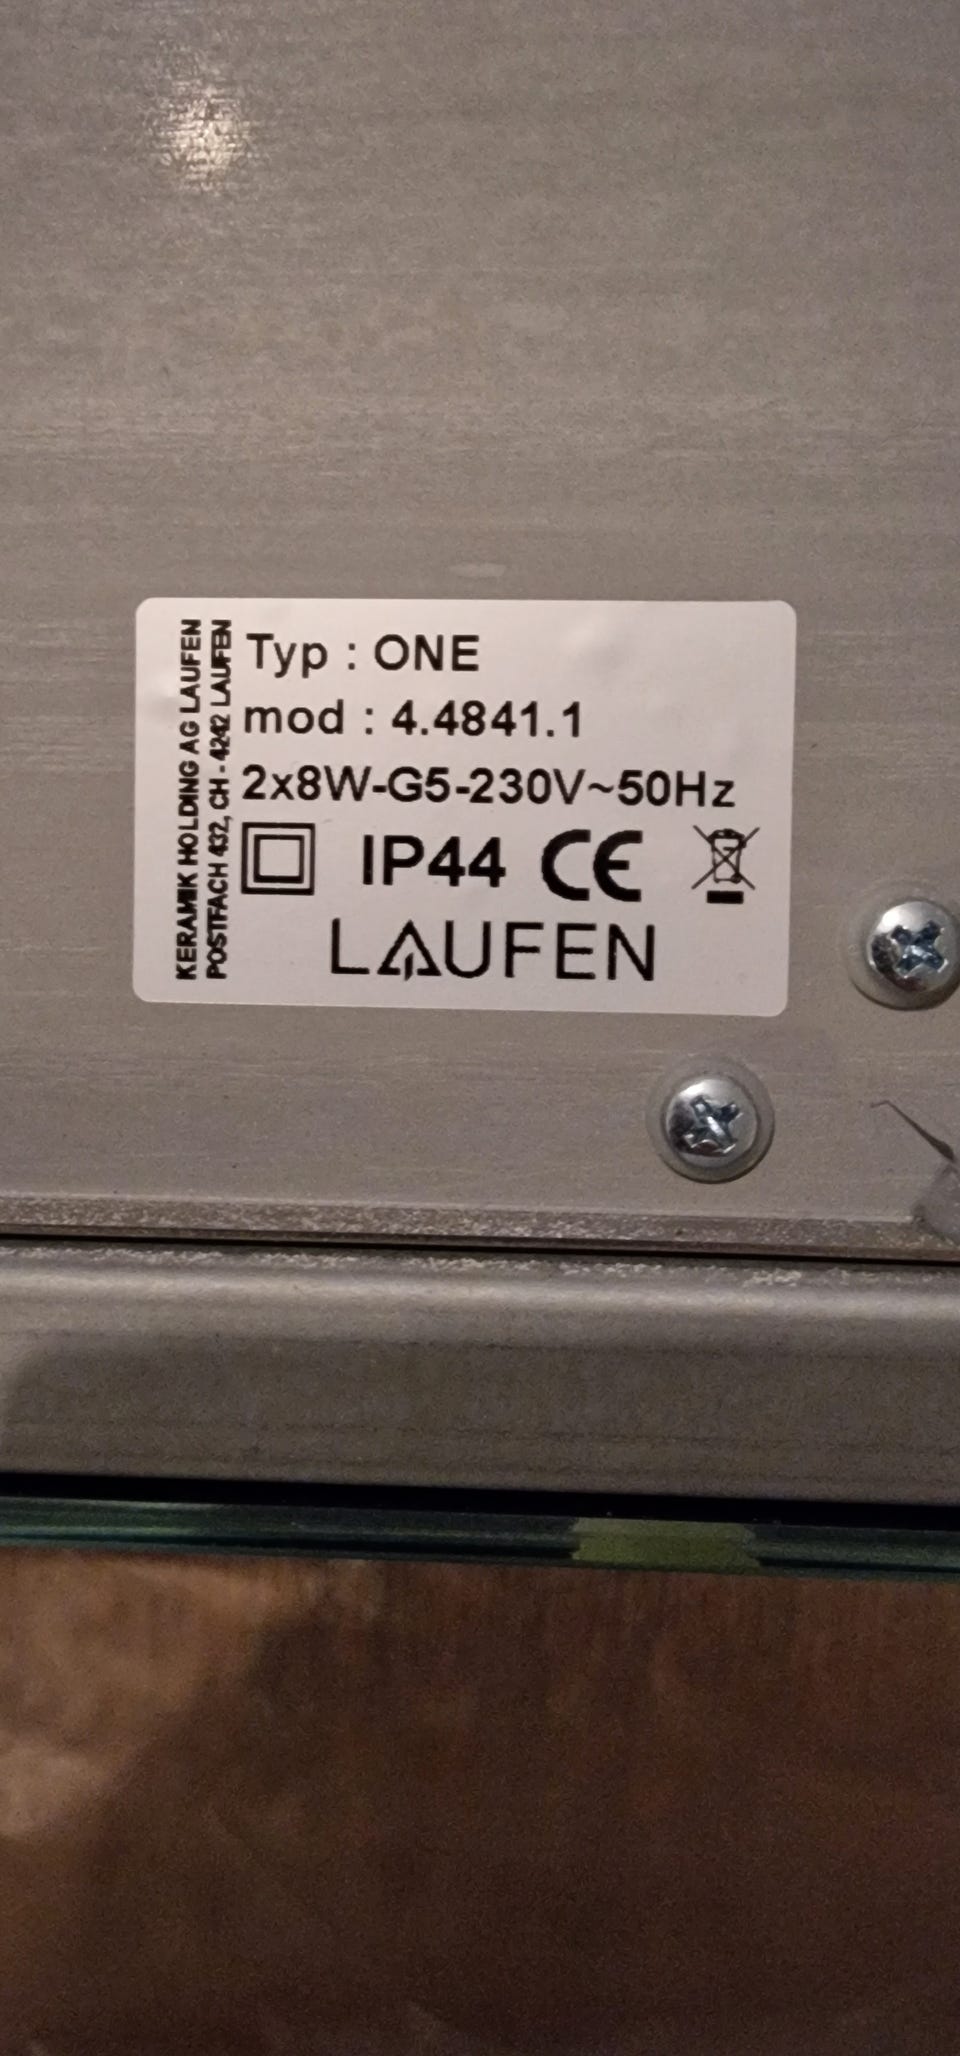 KERAMIK HOLDING AG LAUFEN
POSTFACH 432, CH - 4242 LAUFEN
Typ : ONE
mod : 4.4841.1
2x8W-G5-230V~50Hz
IP44 CE
LAUFEN